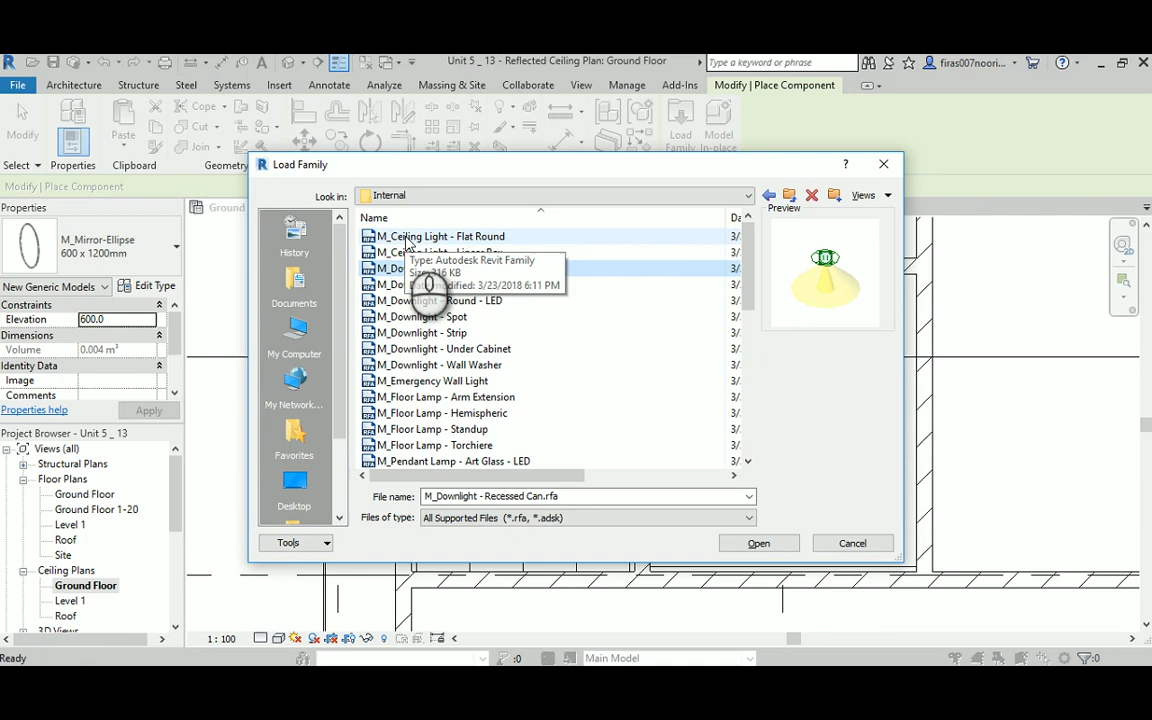 Unit 5 _ 13 - Reflected Ceiling Plan: Ground Floor
Type a keyword or phrase
firas007noori...
File
Architecture
Structure
Steel
Systems
Insert
Annotate
Analyze
Massing & Site
Collaborate
View
Manage
Add-Ins
Modify | Place Component
Modify
Paste
Cope
Cut
Join
Load
Family
Model
In-place
Select
Properties
Clipboard
Geometry
Modify | Place Component
Properties
M_Mirror-Ellipse
600 x 1200mm
New Generic Models
Edit Type
Constraints
Elevation 600.0
Dimensions
Volume 0.004 m³
Identity Data
Image
Comments
Properties help
Apply
Project Browser - Unit 5 _ 13
Views (all)
Structural Plans
Floor Plans
Ground Floor
Ground Floor 1-20
Level 1
Roof
Site
Ceiling Plans
Ground Floor
Level 1
Roof
3D Views
Ground
Load Family
?
Look in: Internal
Views
Preview
History
Documents
My Computer
My Network...
Favorites
Desktop
Name
Da
M_Ceiling Light - Flat Round 3/
Type: Autodesk Revit Family
Date modified: 3/23/2018 6:11 PM
M_Downlight - Round - LED
M_Downlight - Spot
M_Downlight - Strip
M_Downlight - Under Cabinet
M_Downlight - Wall Washer
M_Emergency Wall Light
M_Floor Lamp - Arm Extension
M_Floor Lamp - Hemispheric
M_Floor Lamp - Standup
M_Floor Lamp - Torchiere
M_Pendant Lamp - Art Glass - LED
File name: M_Downlight - Recessed Can.rfa
Files of type: All Supported Files (*.rfa, *.adsk)
Tools
Open
Cancel
1 : 100
Ready
:0
Main Model
:0